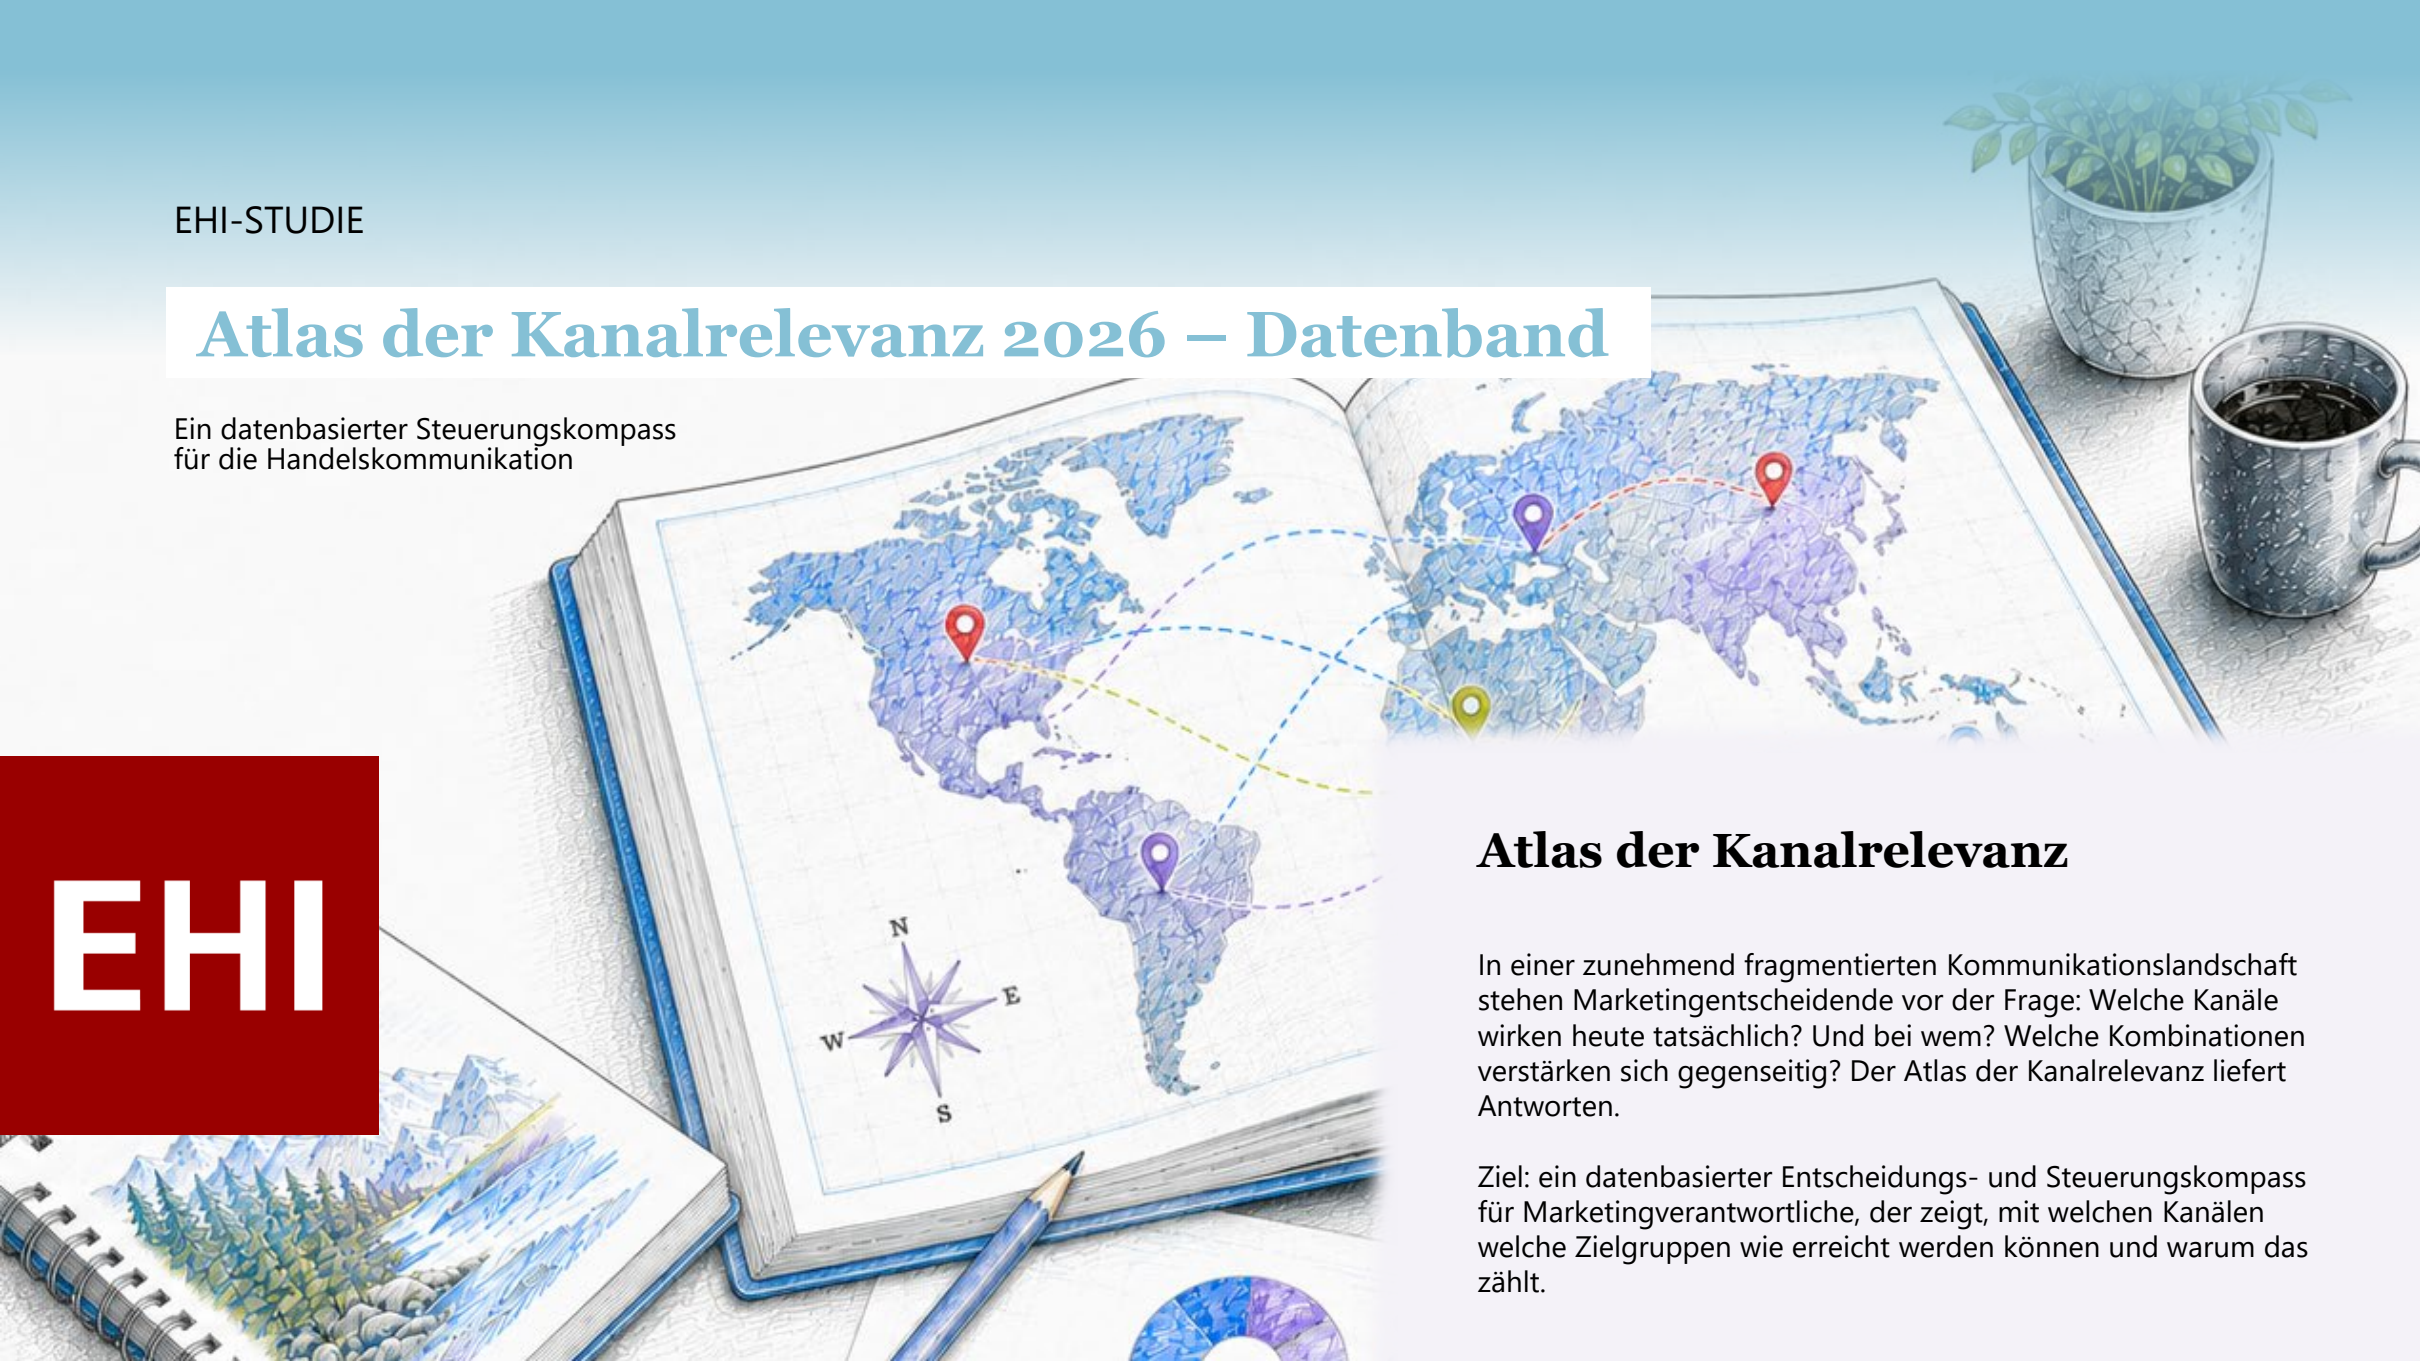 EHI-STUDIE
Atlas der Kanalrelevanz 2026 – Datenband
Ein datenbasierter Steuerungskompass
für die Handelskommunikation
EHI
N
E
W
S
Atlas der Kanalrelevanz
In einer zunehmend fragmentierten Kommunikationslandschaft
stehen Marketingentscheidende vor der Frage: Welche Kanäle
wirken heute tatsächlich? Und bei wem? Welche Kombinationen
verstärken sich gegenseitig? Der Atlas der Kanalrelevanz liefert
Antworten.
Ziel: ein datenbasierter Entscheidungs- und Steuerungskompass
für Marketingverantwortliche, der zeigt, mit welchen Kanälen
welche Zielgruppen wie erreicht werden können und warum das
zählt.